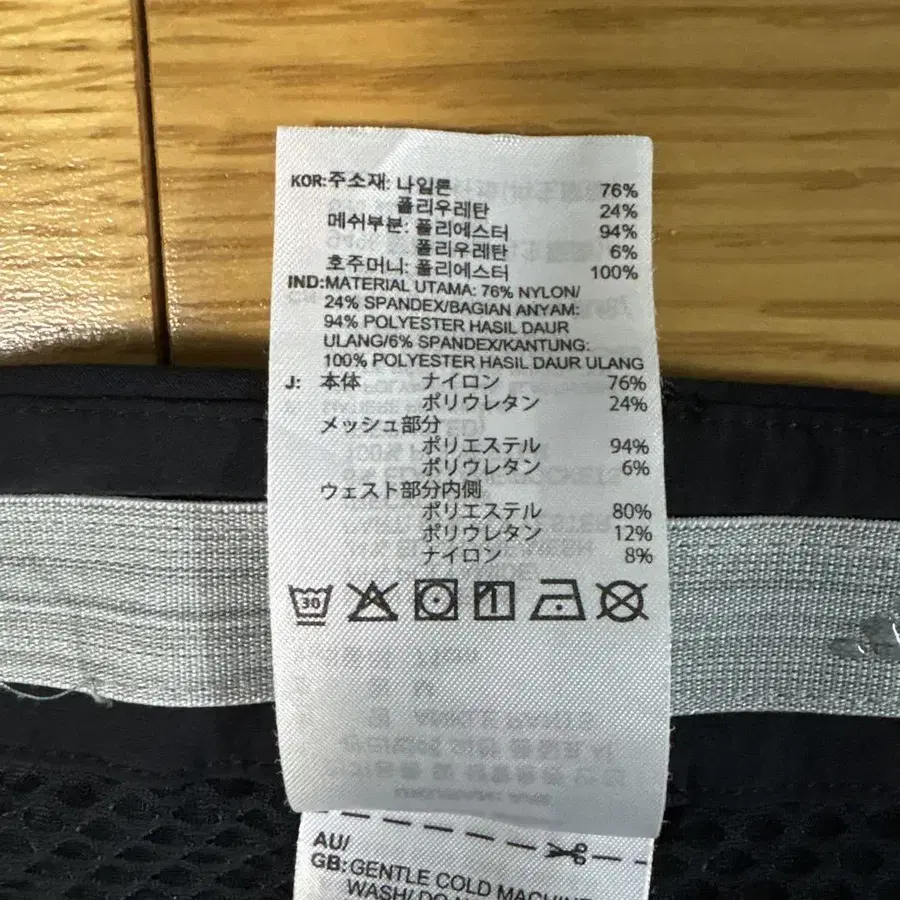 KOR:주소재: 나일론 76%
폴리우레탄 24%
메쉬부분: 폴리에스터 94%
폴리우레탄 6%
호주머니: 폴리에스터 100%
IND:MATERIAL UTAMA: 76% NYLON/
24% SPANDEX/BAGIAN ANYAM:
94% POLYESTER HASIL DAUR
ULANG/6% SPANDEX/KANTUNG:
100% POLYESTER HASIL DAUR ULANG
J: 本体 ナイロン 76%
ポリウレタン 24%
メッシュ部分
ポリエステル 94%
ポリウレタン 6%
ウェスト部分内側
ポリエステル 80%
ポリウレタン 12%
ナイロン 8%
30
AU/
GB:GENTLE COLD MACHINE
WASH/